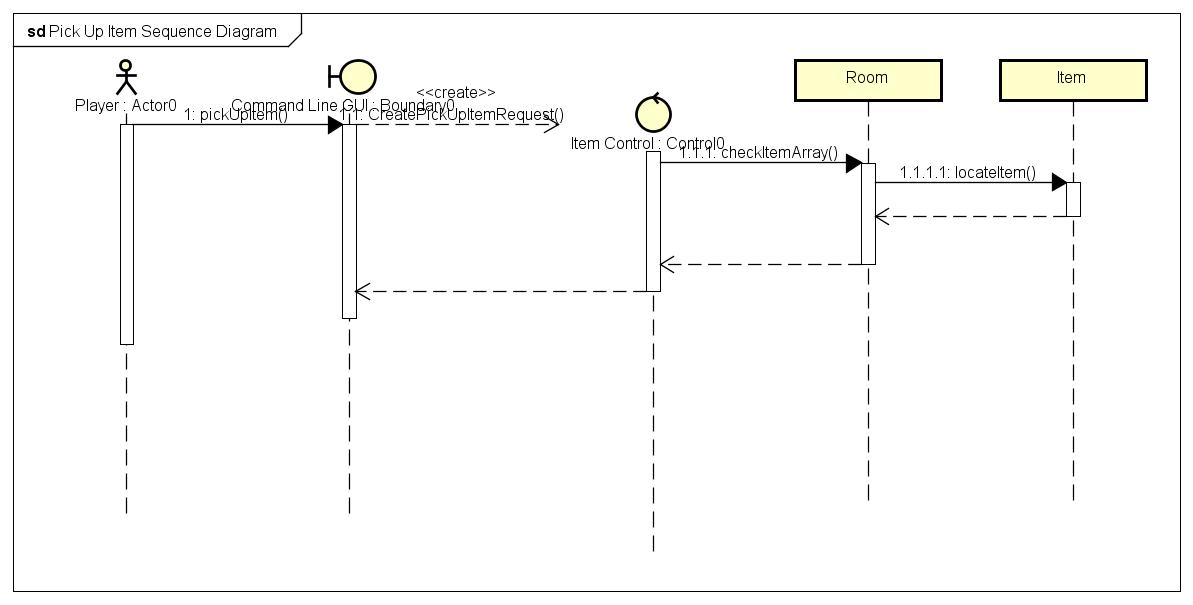 sd Pick Up Item Sequence Diagram
Room
Item
<<create>>
Player : Actor0
Command Line GUI : Boundary0
1: pickUpItem()
1.1: CreatePickUpItemRequest()
Item Control : Control0
1.1.1: checkItemArray()
1.1.1.1: locateItem()